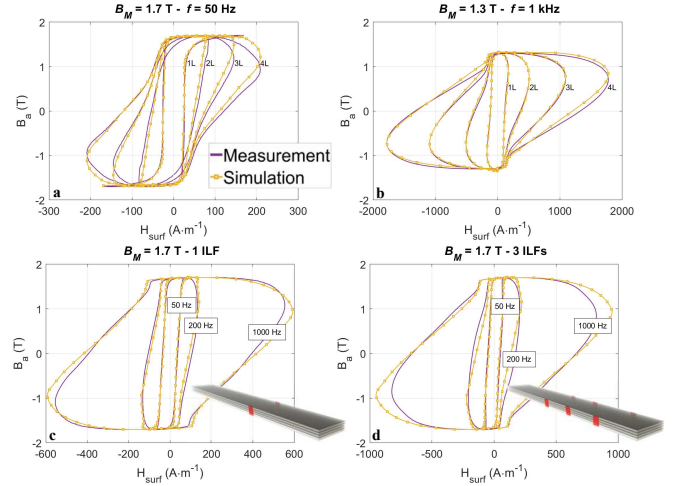 B_M = 1.7 T - f = 50 Hz
2
1
0
-1
-2
B_a (T)
1L
2L
3L
4L
a
Measurement
Simulation
-300
-200
-100
0
100
200
300
H_surf (A·m⁻¹)
B_M = 1.3 T - f = 1 kHz
2
1
0
-1
-2
B_a (T)
1L
2L
3L
4L
b
-2000
-1000
0
1000
2000
H_surf (A·m⁻¹)
B_M = 1.7 T - 1 ILF
2
1
0
-1
-2
B_a (T)
50 Hz
200 Hz
1000 Hz
c
-600
-400
-200
0
200
400
600
H_surf (A·m⁻¹)
B_M = 1.7 T - 3 ILFs
2
1
0
-1
-2
B_a (T)
50 Hz
1000 Hz
200 Hz
d
-1000
-500
0
500
1000
H_surf (A·m⁻¹)